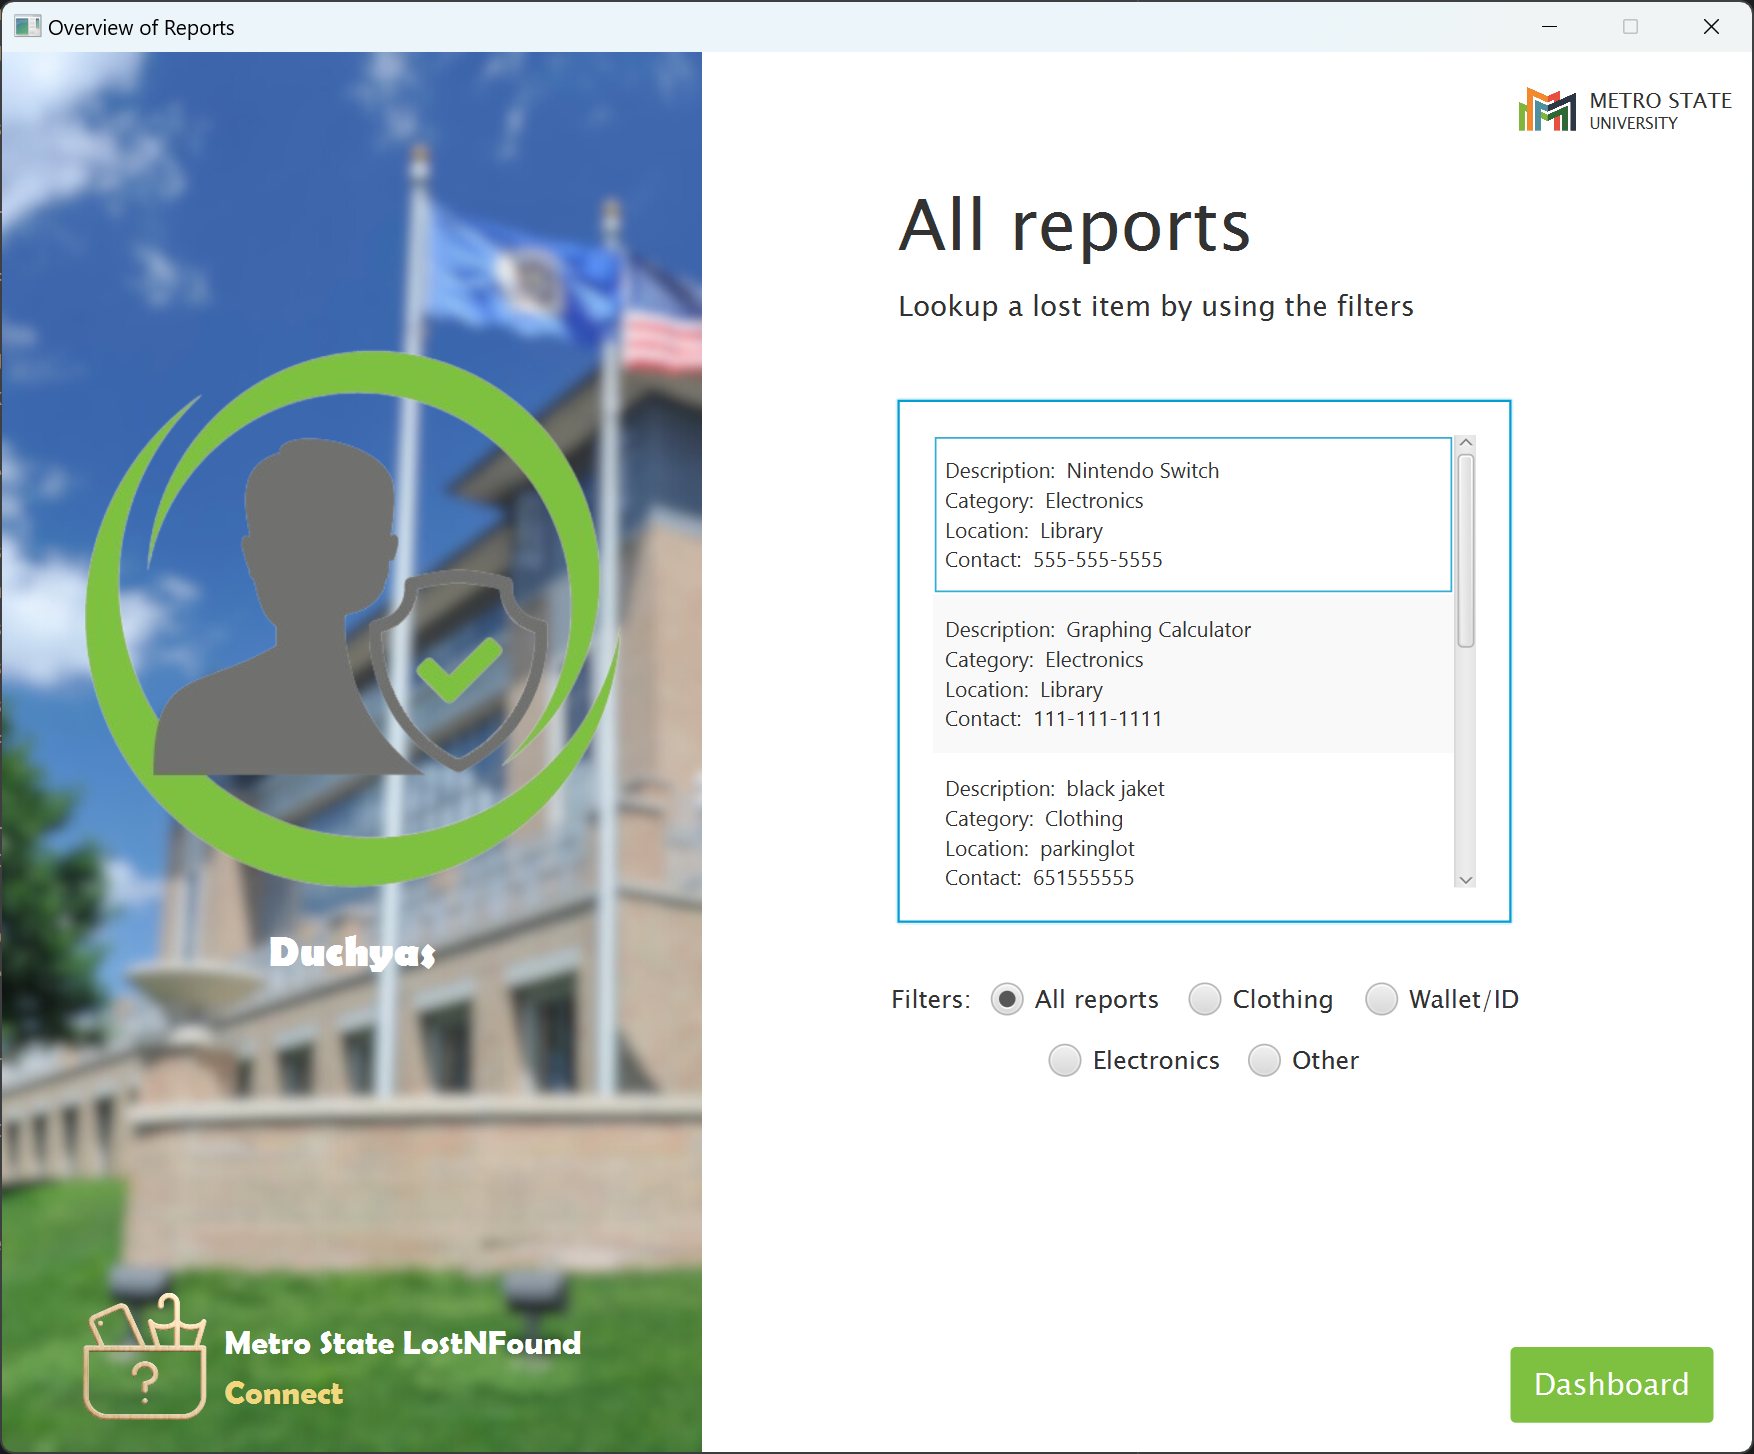 Overview of Reports
METRO STATE
UNIVERSITY
All reports
Lookup a lost item by using the filters
Description:  Nintendo Switch
Category:  Electronics
Location:  Library
Contact:  555-555-5555
Description:  Graphing Calculator
Category:  Electronics
Location:  Library
Contact:  111-111-1111
Description:  black jaket
Category:  Clothing
Location:  parkinglot
Contact:  651555555
Duchyas
Filters: All reports Clothing Wallet/ID
Electronics Other
?
Metro State LostNFound
Connect
Dashboard